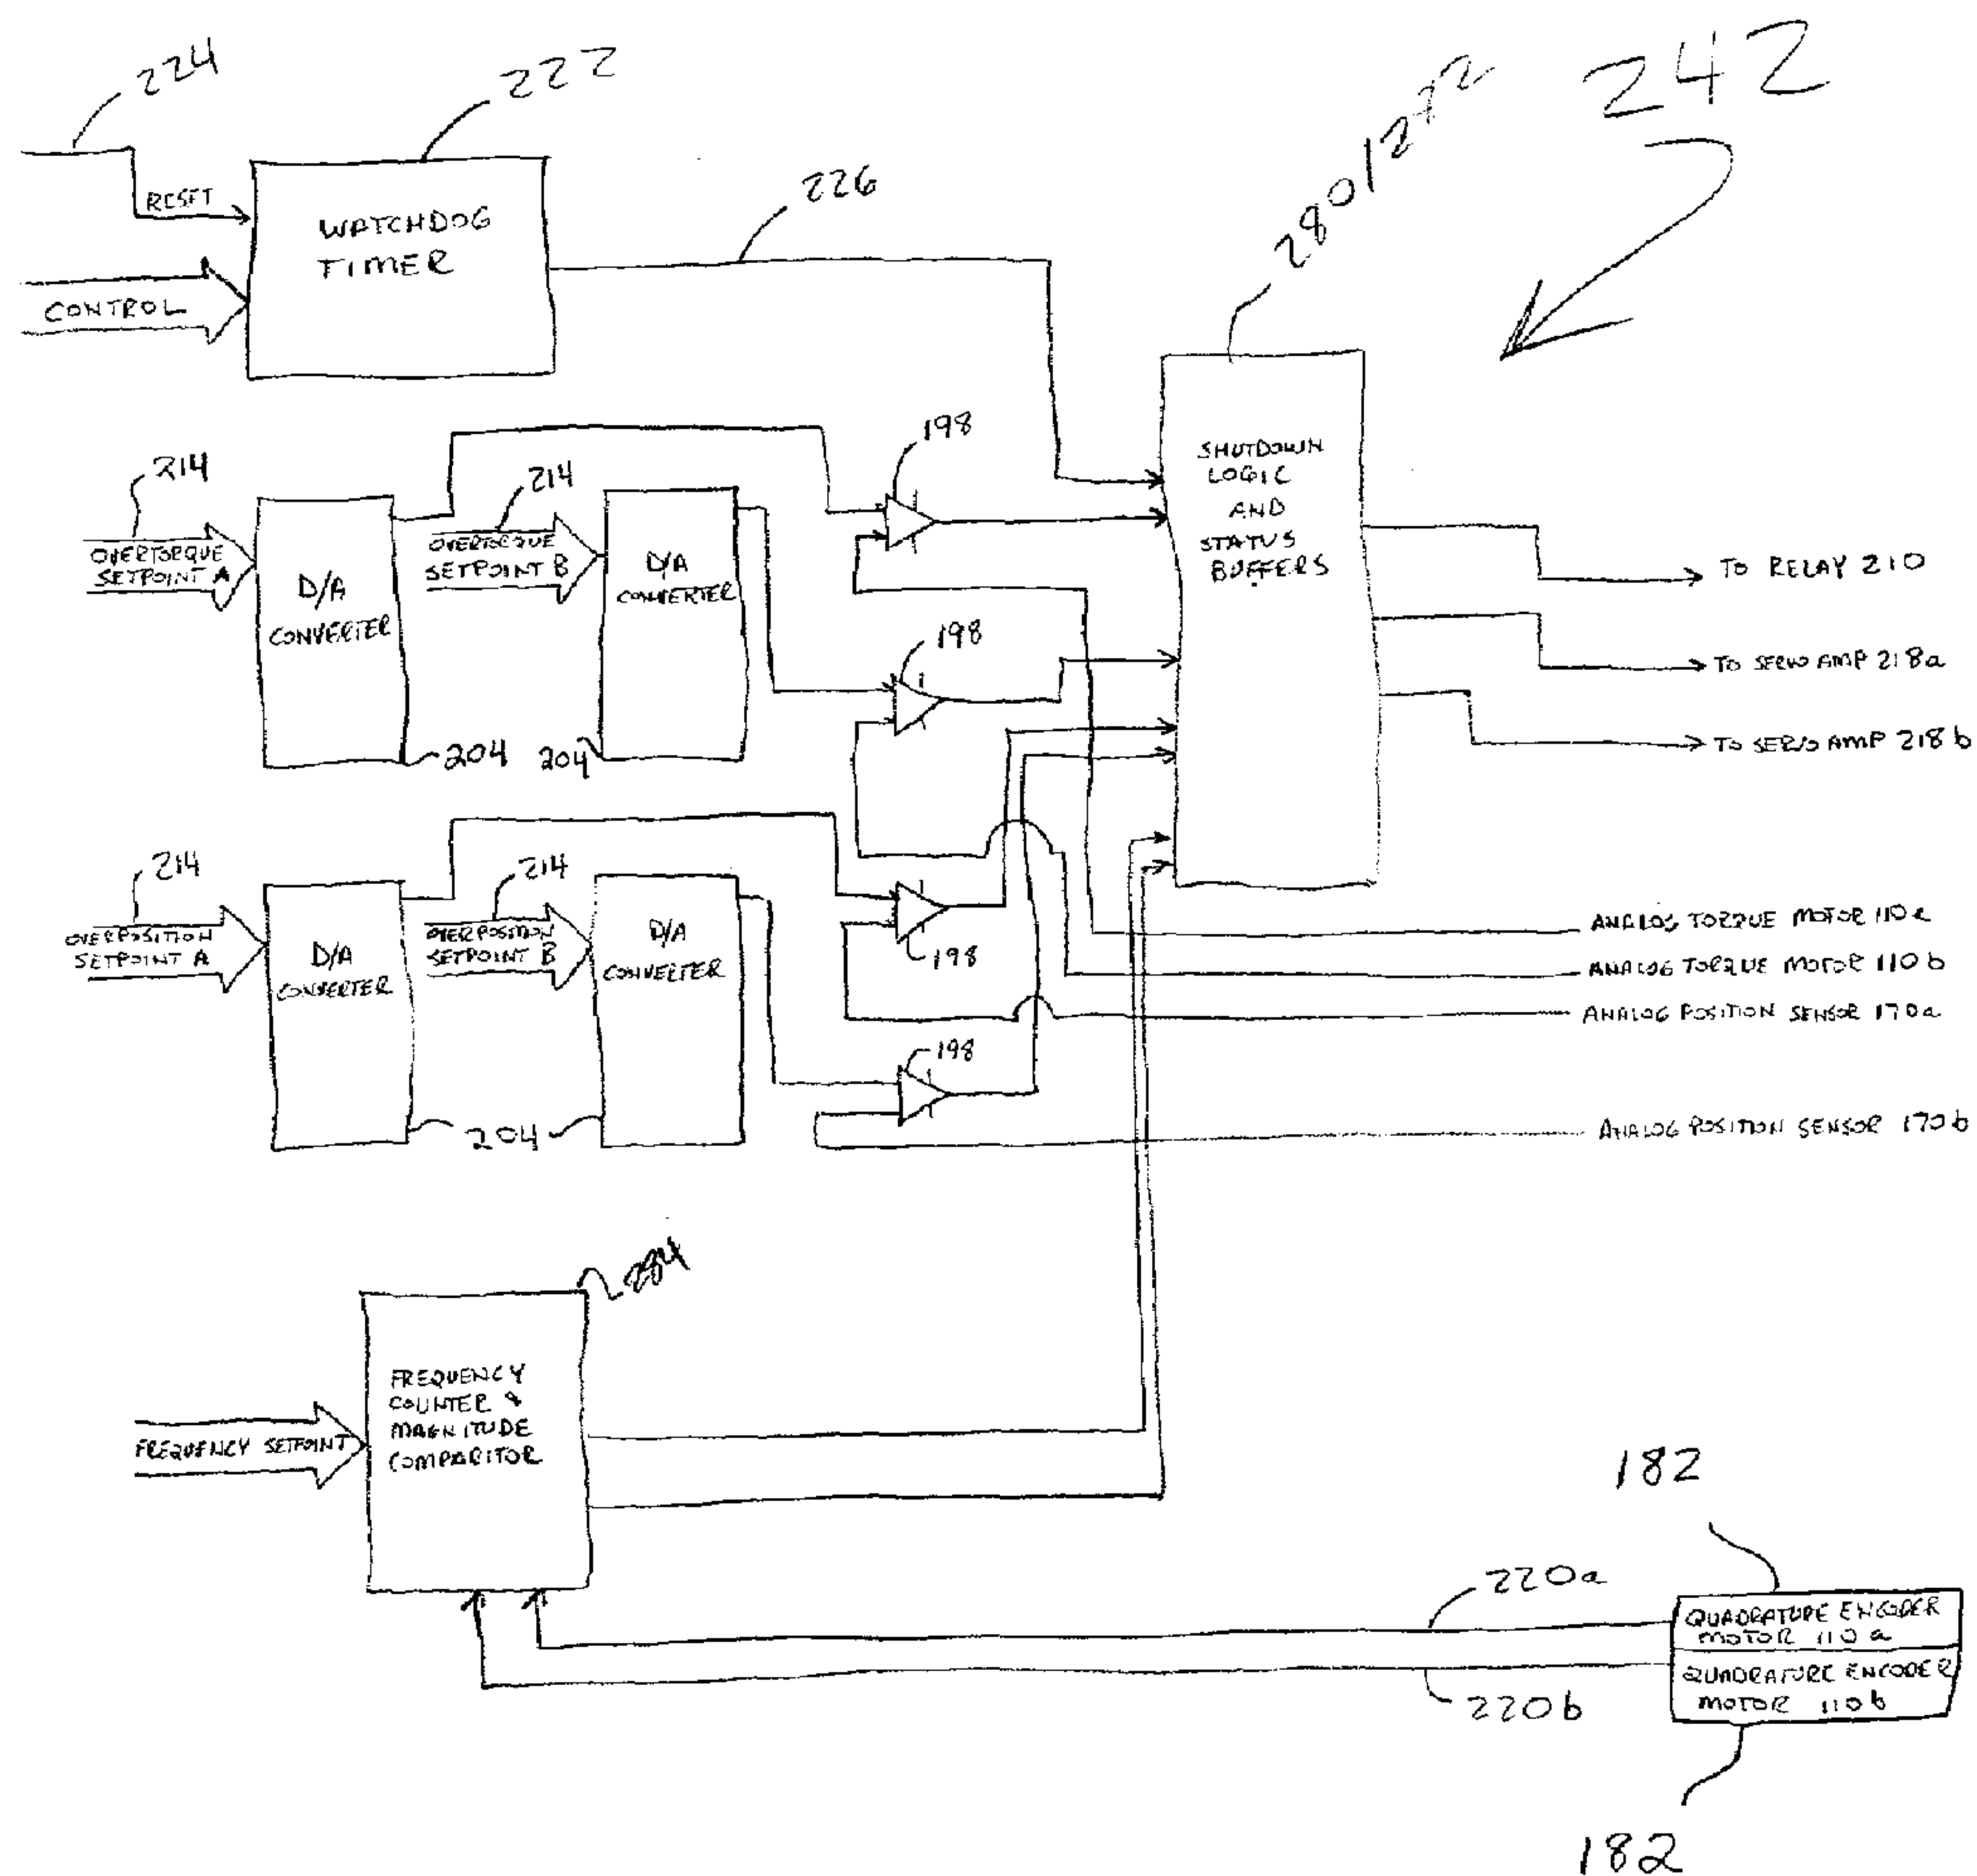 224
222
242
RESET
WATCHDOG
TIMER
CONTROL
226
214
OVERTORQUE
SETPOINT A
D/A
CONVERTER
204
214
OVERTORQUE
SETPOINT B
D/A
CONVERTER
204
198
198
SHUTDOWN
LOGIC
AND
STATUS
BUFFERS
TO RELAY 210
TO SERVO AMP 218a
TO SERVO AMP 218b
214
OVERPOSITION
SETPOINT A
D/A
CONVERTER
214
OVERPOSITION
SETPOINT B
D/A
CONVERTER
204
198
198
ANALOG TORQUE MOTOR 110a
ANALOG TORQUE MOTOR 110b
ANALOG POSITION SENSOR 170a
ANALOG POSITION SENSOR 170b
FREQUENCY SETPOINT
FREQUENCY
COUNTER &
MAGNITUDE
COMPARITOR
182
220a
QUADRATURE ENCODER
MOTOR 110a
QUADRATURE ENCODER
MOTOR 110b
220b
182